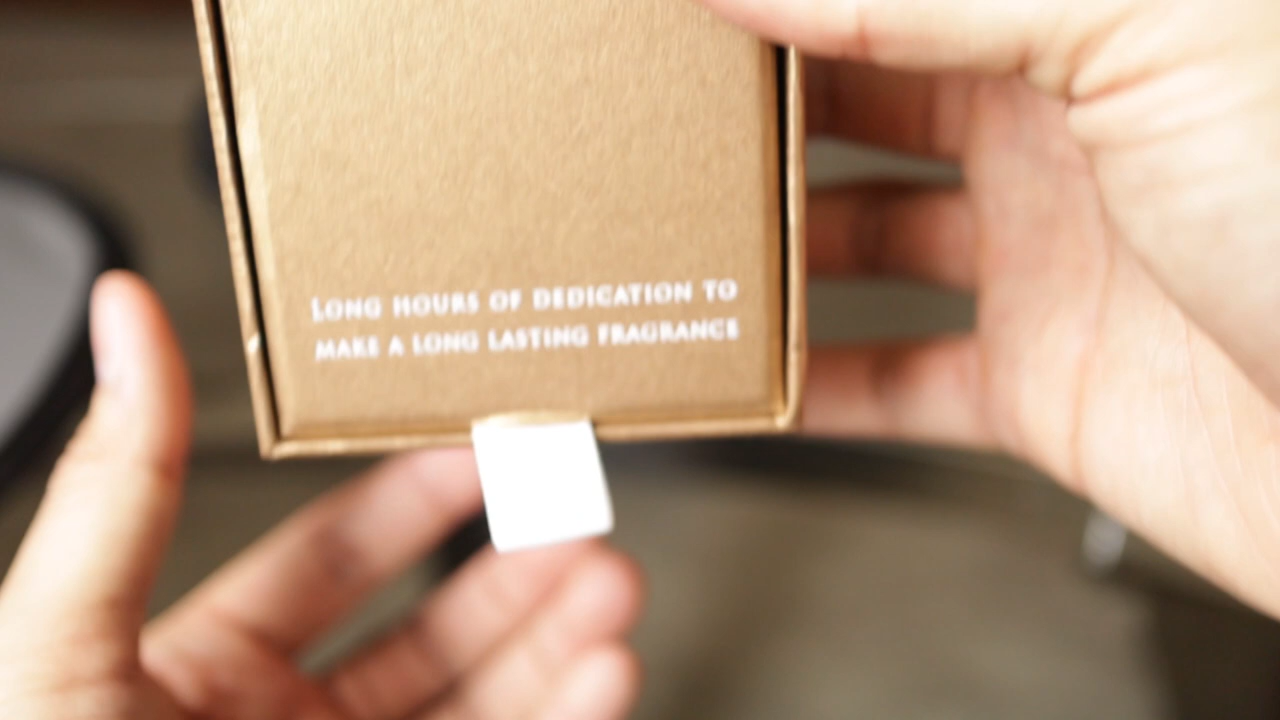 LONG HOURS OF DEDICATION TO
MAKE A LONG LASTING FRAGRANCE